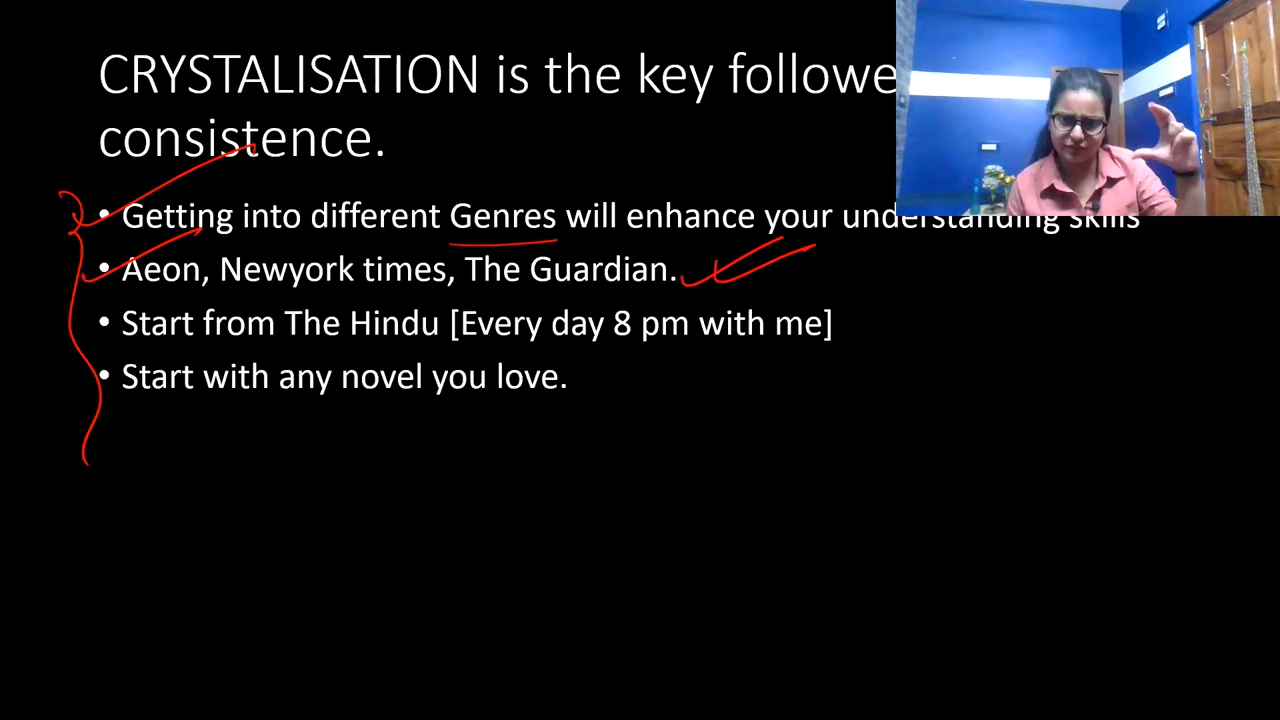 CRYSTALISATION is the key followe
consistence.
• Getting into different Genres will enhance your understanding skills
• Aeon, Newyork times, The Guardian.
• Start from The Hindu [Every day 8 pm with me]
• Start with any novel you love.